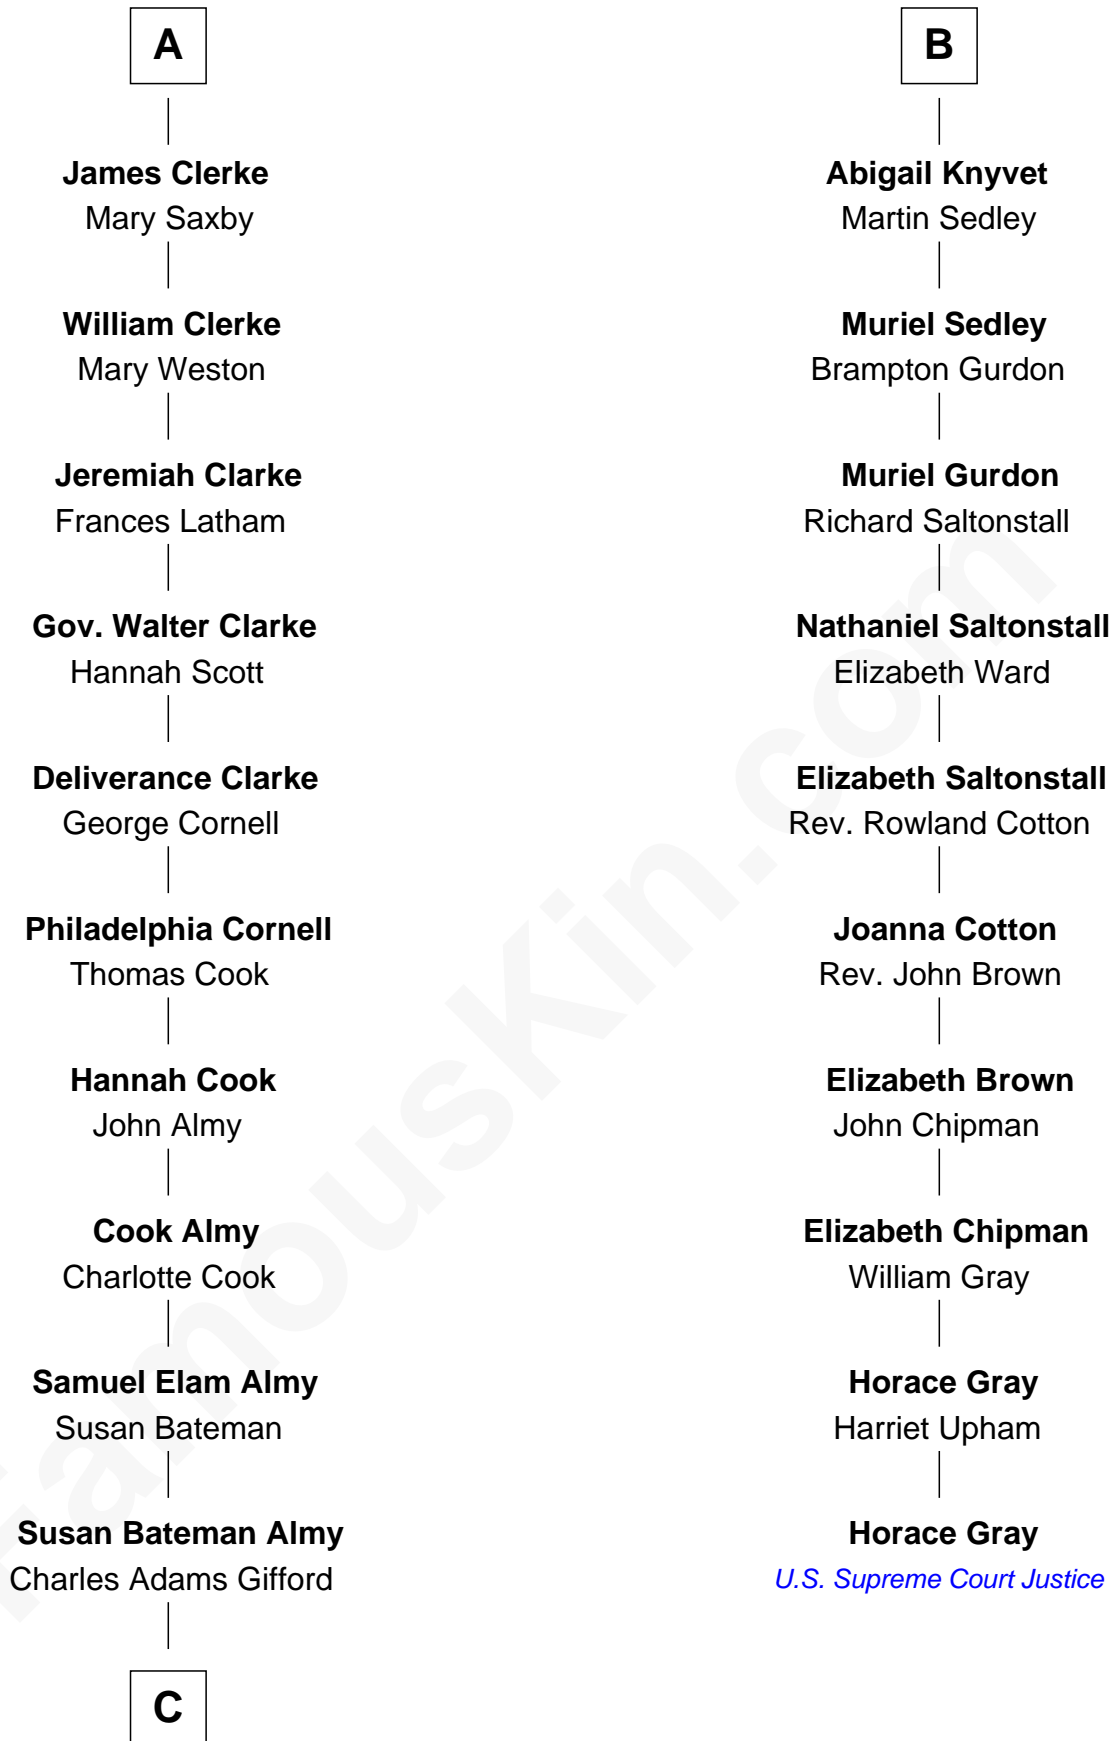 A
James Clerke
Mary Saxby
William Clerke
Mary Weston
Jeremiah Clarke
Frances Latham
Gov. Walter Clarke
Hannah Scott
Deliverance Clarke
George Cornell
Philadelphia Cornell
Thomas Cook
Hannah Cook
John Almy
Cook Almy
Charlotte Cook
Samuel Elam Almy
Susan Bateman
Susan Bateman Almy
Charles Adams Gifford
C
B
Abigail Knyvet
Martin Sedley
Muriel Sedley
Brampton Gurdon
Muriel Gurdon
Richard Saltonstall
Nathaniel Saltonstall
Elizabeth Ward
Elizabeth Saltonstall
Rev. Rowland Cotton
Joanna Cotton
Rev. John Brown
Elizabeth Brown
John Chipman
Elizabeth Chipman
William Gray
Horace Gray
Harriet Upham
Horace Gray
U.S. Supreme Court Justice
FamousKin.com